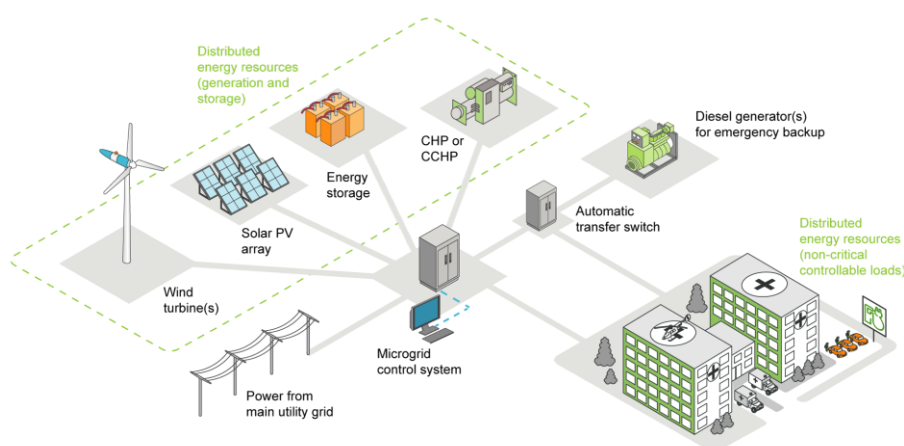 Distributed
energy resources
(generation and
storage)
CHP or
CCHP
Diesel generator(s)
for emergency backup
Energy
storage
Automatic
transfer switch
Distributed
energy resources
(non-critical
controllable loads)
Solar PV
array
Wind
turbine(s)
Microgrid
control system
Power from
main utility grid